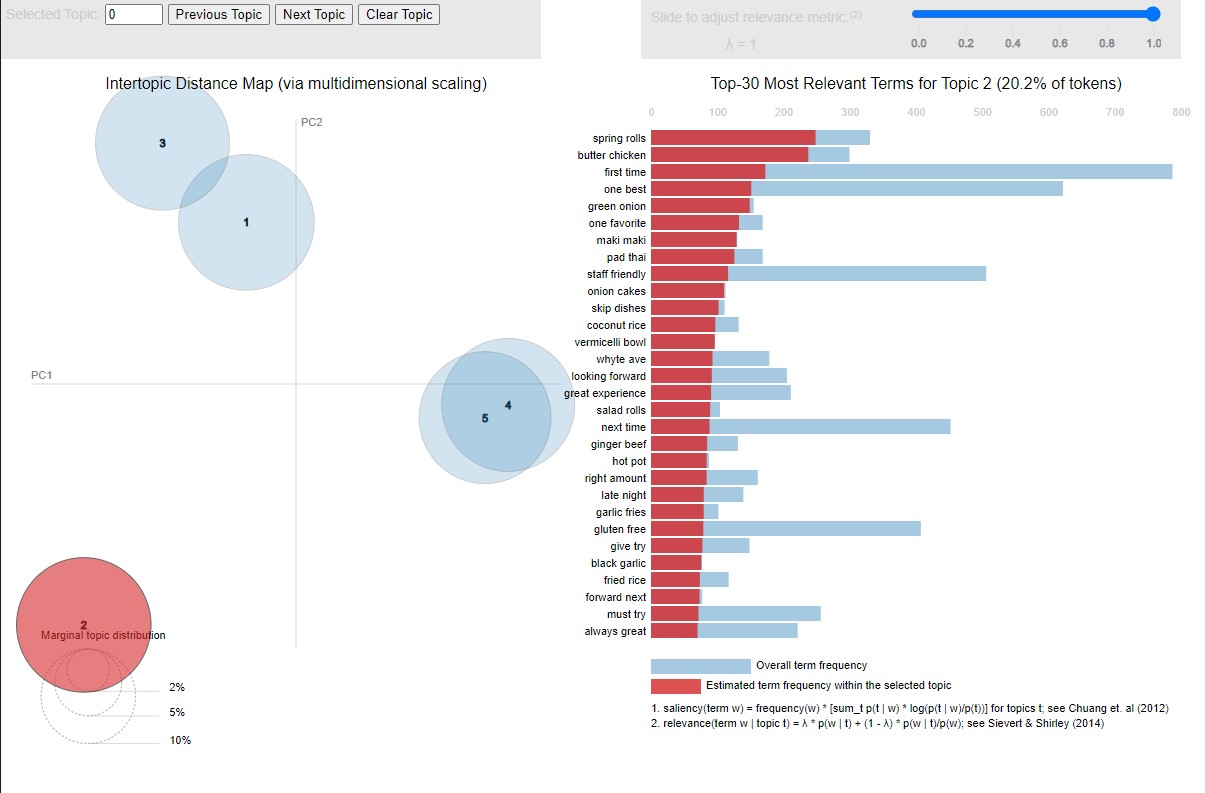 Selected Topic: 0 Previous Topic Next Topic Clear Topic
Slide to adjust relevance metric:(2)
λ = 1
0.0 0.2 0.4 0.6 0.8 1.0
Intertopic Distance Map (via multidimensional scaling)
PC2
3
1
PC1
4
5
2
Marginal topic distribution
2%
5%
10%
Top-30 Most Relevant Terms for Topic 2 (20.2% of tokens)
0 100 200 300 400 500 600 700 800
spring rolls
butter chicken
first time
one best
green onion
one favorite
maki maki
pad thai
staff friendly
onion cakes
skip dishes
coconut rice
vermicelli bowl
whyte ave
looking forward
great experience
salad rolls
next time
ginger beef
hot pot
right amount
late night
garlic fries
gluten free
give try
black garlic
fried rice
forward next
must try
always great
Overall term frequency
Estimated term frequency within the selected topic
1. saliency(term w) = frequency(w) * [sum_t p(t | w) * log(p(t | w)/p(t))] for topics t; see Chuang et. al (2012)
2. relevance(term w | topic t) = λ * p(w | t) + (1 - λ) * p(w | t)/p(w); see Sievert & Shirley (2014)